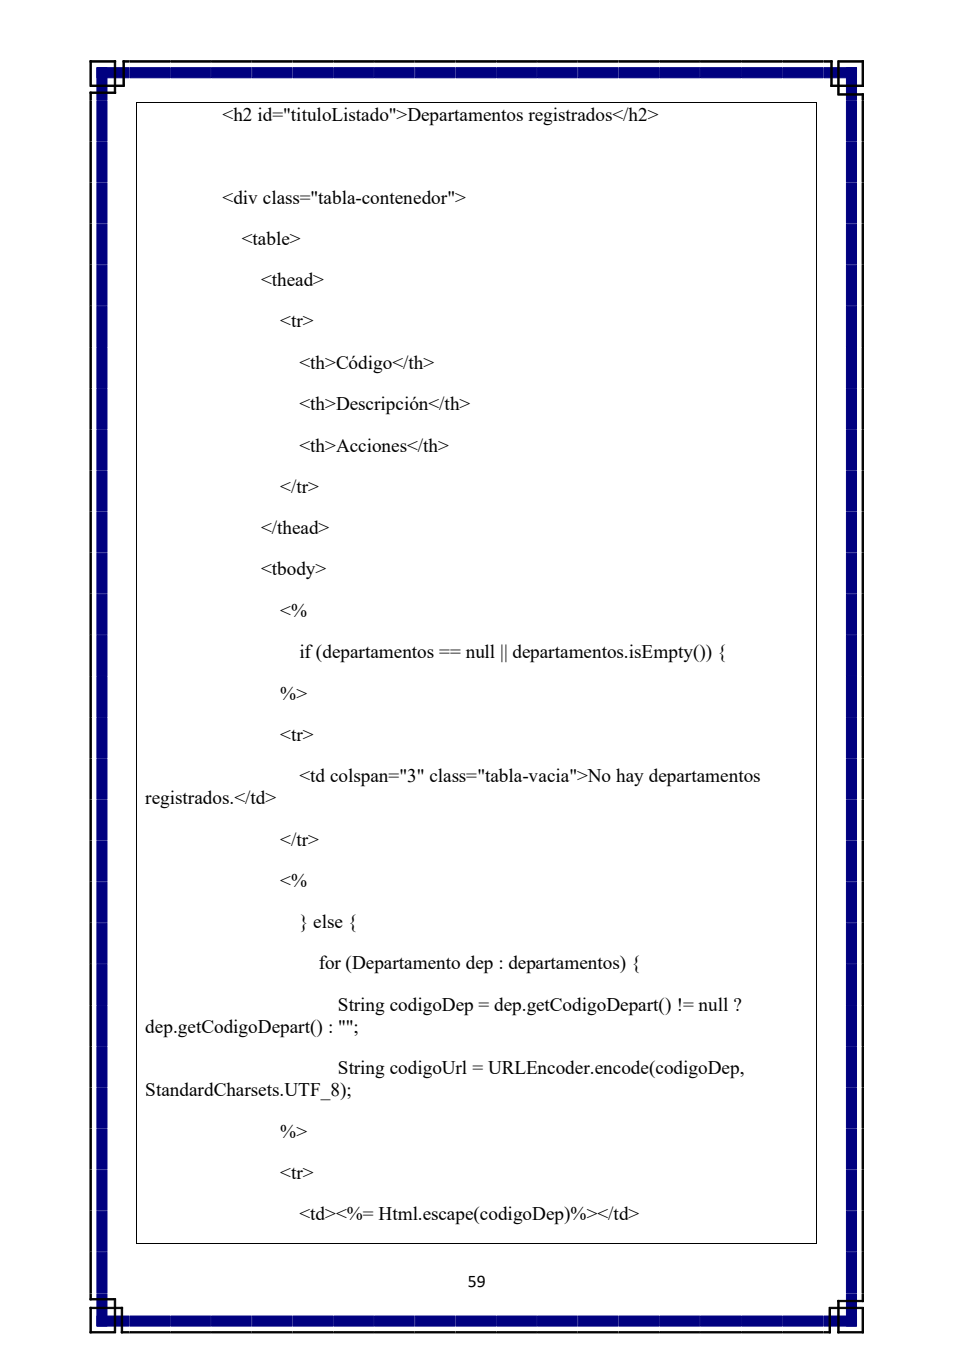 <h2 id="tituloListado">Departamentos registrados</h2>
<div class="tabla-contenedor">
<table>
<thead>
<tr>
<th>Código</th>
<th>Descripción</th>
<th>Acciones</th>
</tr>
</thead>
<tbody>
<%
if (departamentos == null || departamentos.isEmpty()) {
%>
<tr>
<td colspan="3" class="tabla-vacia">No hay departamentos
registrados.</td>
</tr>
<%
} else {
for (Departamento dep : departamentos) {
String codigoDep = dep.getCodigoDepart() != null ?
dep.getCodigoDepart() : "";
String codigoUrl = URLEncoder.encode(codigoDep,
StandardCharsets.UTF_8);
%>
<tr>
<td><%= Html.escape(codigoDep)%></td>
59